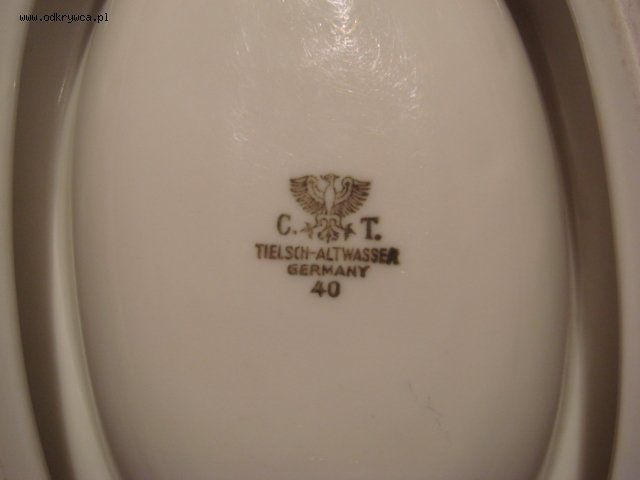 www.odkrywca.pl
C. T.
TIELSCH-ALTWASSER
GERMANY
40